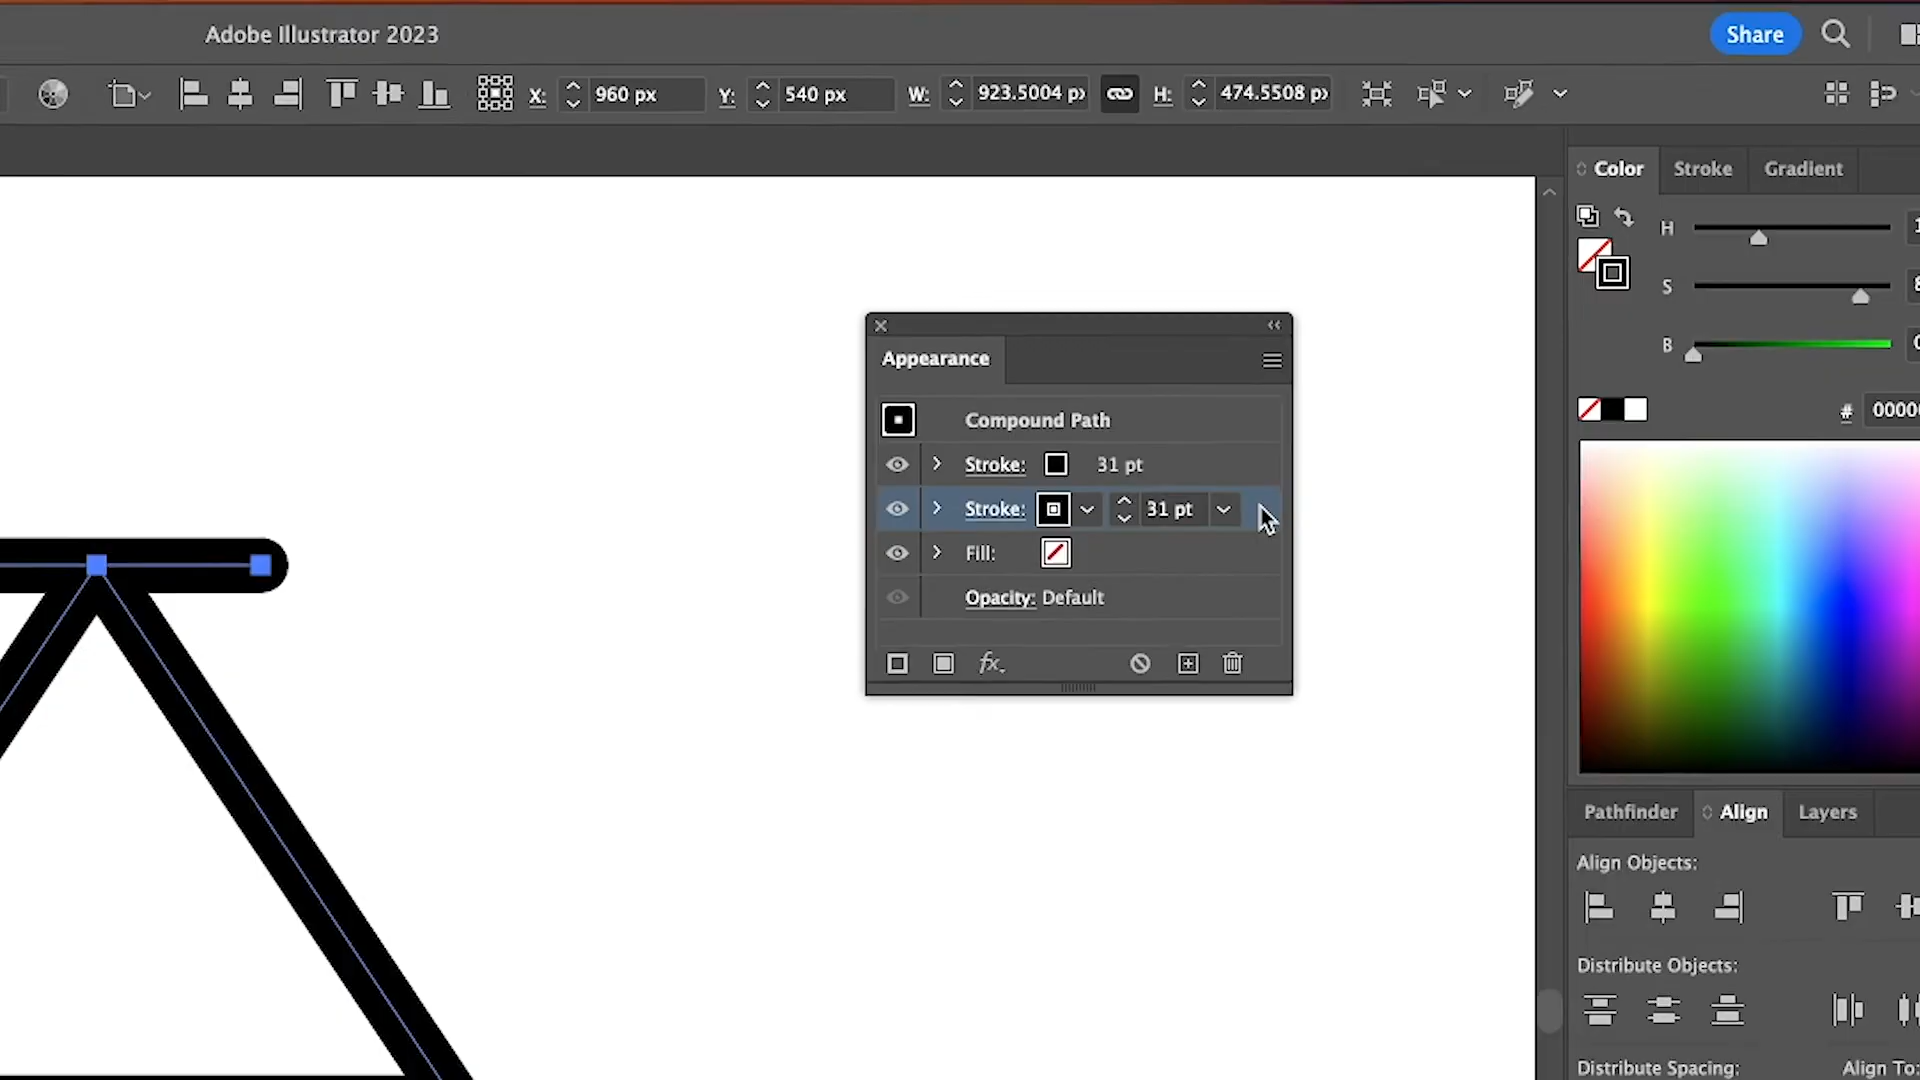 Adobe Illustrator 2023
Share
X: 960 px Y: 540 px W: 923.5004 px H: 474.5508 px
Color Stroke Gradient
H
S
B
# 0000
Appearance
Compound Path
Stroke: 31 pt
Stroke: 31 pt
Fill:
Opacity: Default
fx
Pathfinder Align Layers
Align Objects:
Distribute Objects:
Distribute Spacing: Align To: